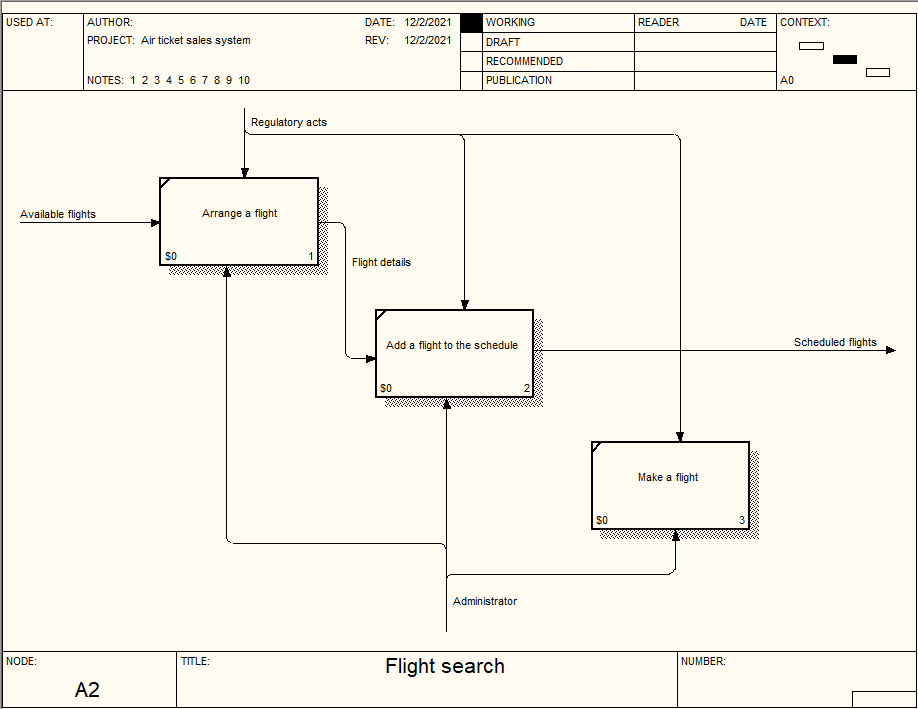 USED AT:
AUTHOR:
DATE: 12/2/2021
WORKING
READER
DATE
CONTEXT:
PROJECT: Air ticket sales system
REV: 12/2/2021
DRAFT
RECOMMENDED
NOTES: 1 2 3 4 5 6 7 8 9 10
PUBLICATION
A0
Regulatory acts
Available flights
Arrange a flight
$0
1
Flight details
Add a flight to the schedule
$0
2
Scheduled flights
Make a flight
$0
3
Administrator
NODE:
TITLE:
NUMBER:
Flight search
A2